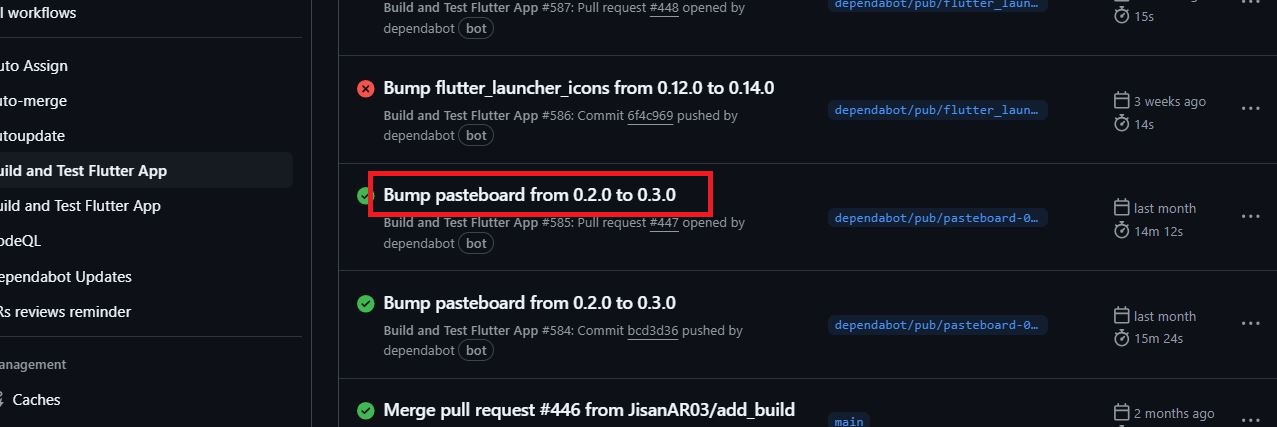 l workflows
uto Assign
uto-merge
utoupdate
uild and Test Flutter App
uild and Test Flutter App
odeQL
ependabot Updates
Rs reviews reminder
anagement
Caches
Build and Test Flutter App #587: Pull request #448 opened by
dependabot bot
dependabot/pub/flutter_laun…
15s
Bump flutter_launcher_icons from 0.12.0 to 0.14.0
Build and Test Flutter App #586: Commit 6f4c969 pushed by
dependabot bot
dependabot/pub/flutter_laun…
3 weeks ago
14s
Bump pasteboard from 0.2.0 to 0.3.0
Build and Test Flutter App #585: Pull request #447 opened by
dependabot bot
dependabot/pub/pasteboard-0…
last month
14m 12s
Bump pasteboard from 0.2.0 to 0.3.0
Build and Test Flutter App #584: Commit bcd3d36 pushed by
dependabot bot
dependabot/pub/pasteboard-0…
last month
15m 24s
Merge pull request #446 from JisanAR03/add_build
main
2 months ago